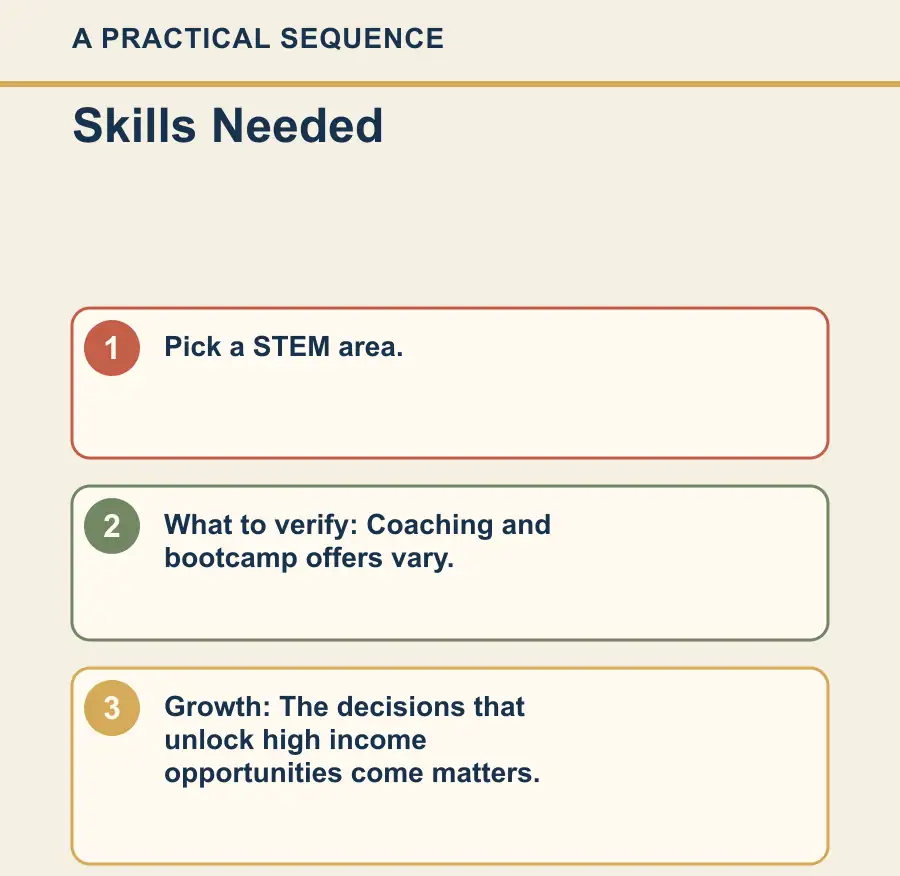 A PRACTICAL SEQUENCE
Skills Needed
1
Pick a STEM area.
2
What to verify: Coaching and
bootcamp offers vary.
3
Growth: The decisions that
unlock high income
opportunities come matters.